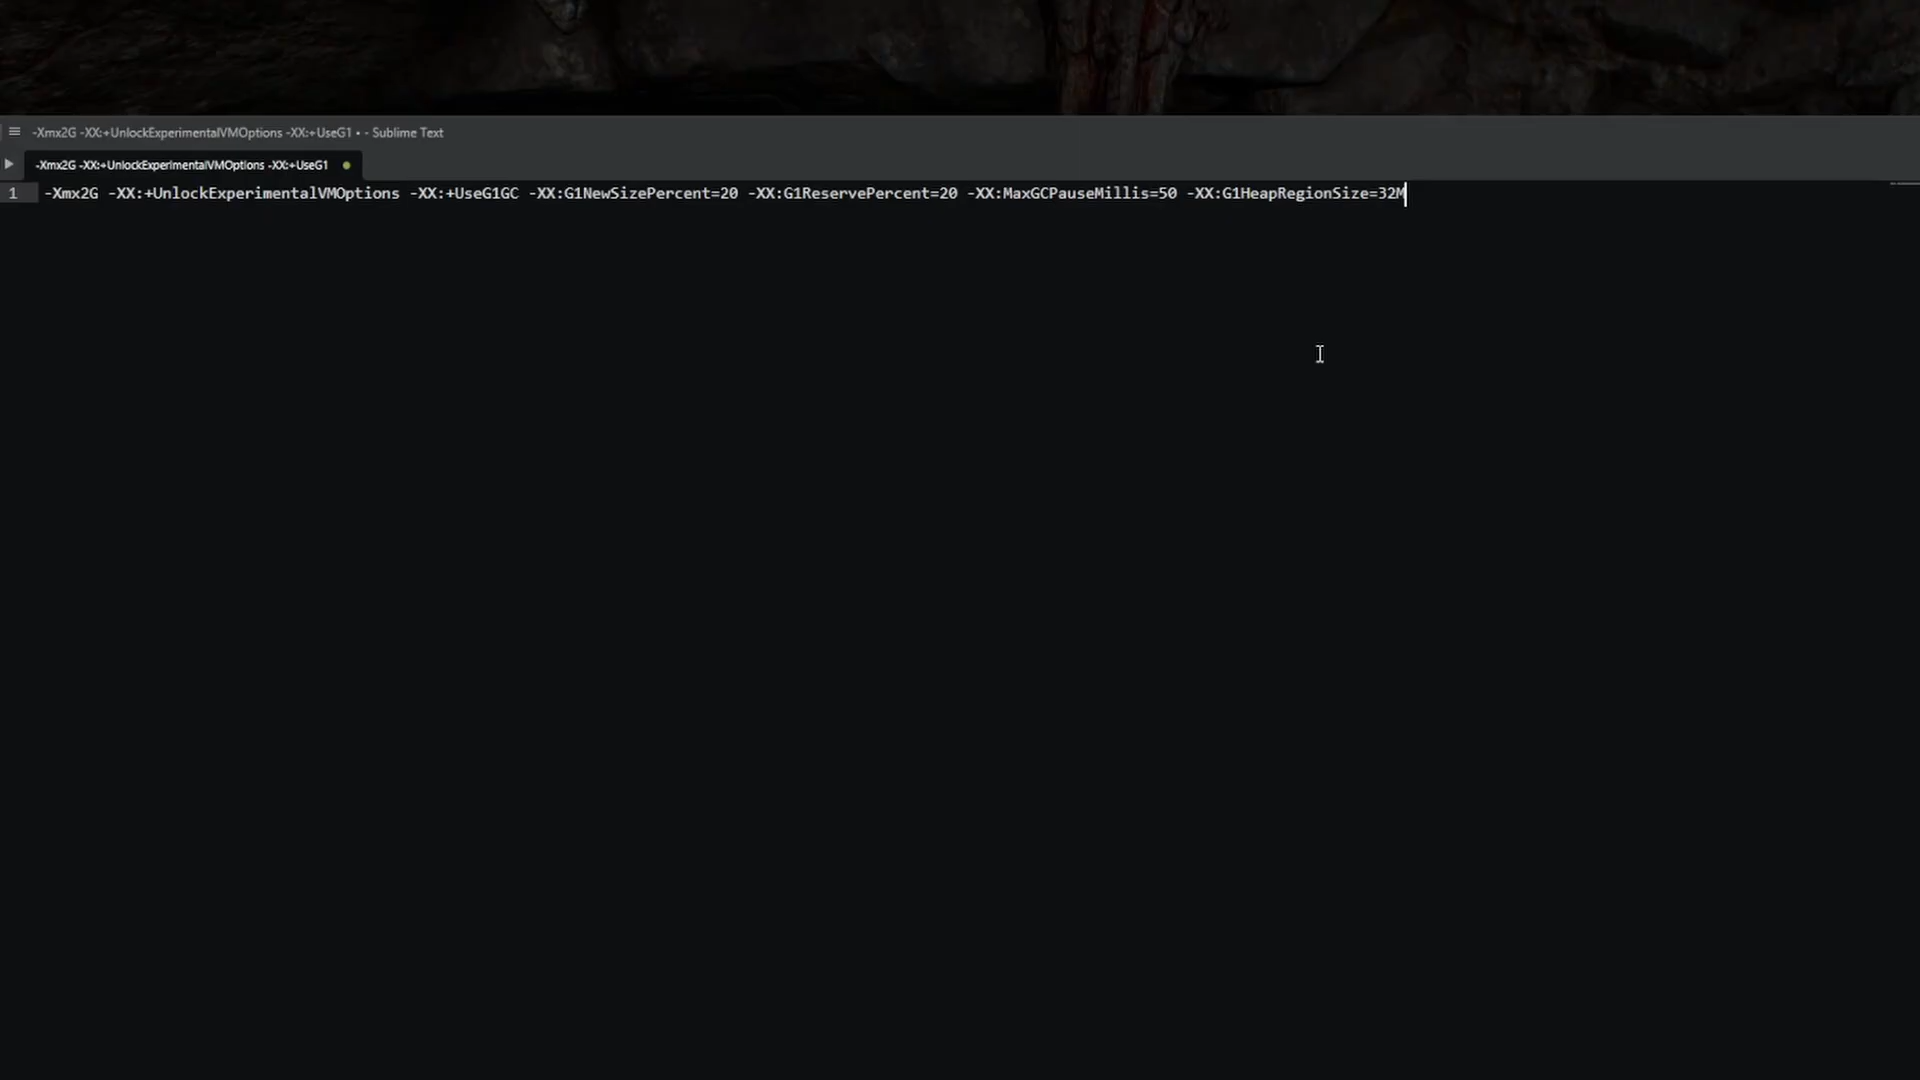 -Xmx2G -XX:+UnlockExperimentalVMOptions -XX:+UseG1 • - Sublime Text
-Xmx2G -XX:+UnlockExperimentalVMOptions -XX:+UseG1
1 -Xmx2G -XX:+UnlockExperimentalVMOptions -XX:+UseG1GC -XX:G1NewSizePercent=20 -XX:G1ReservePercent=20 -XX:MaxGCPauseMillis=50 -XX:G1HeapRegionSize=32M